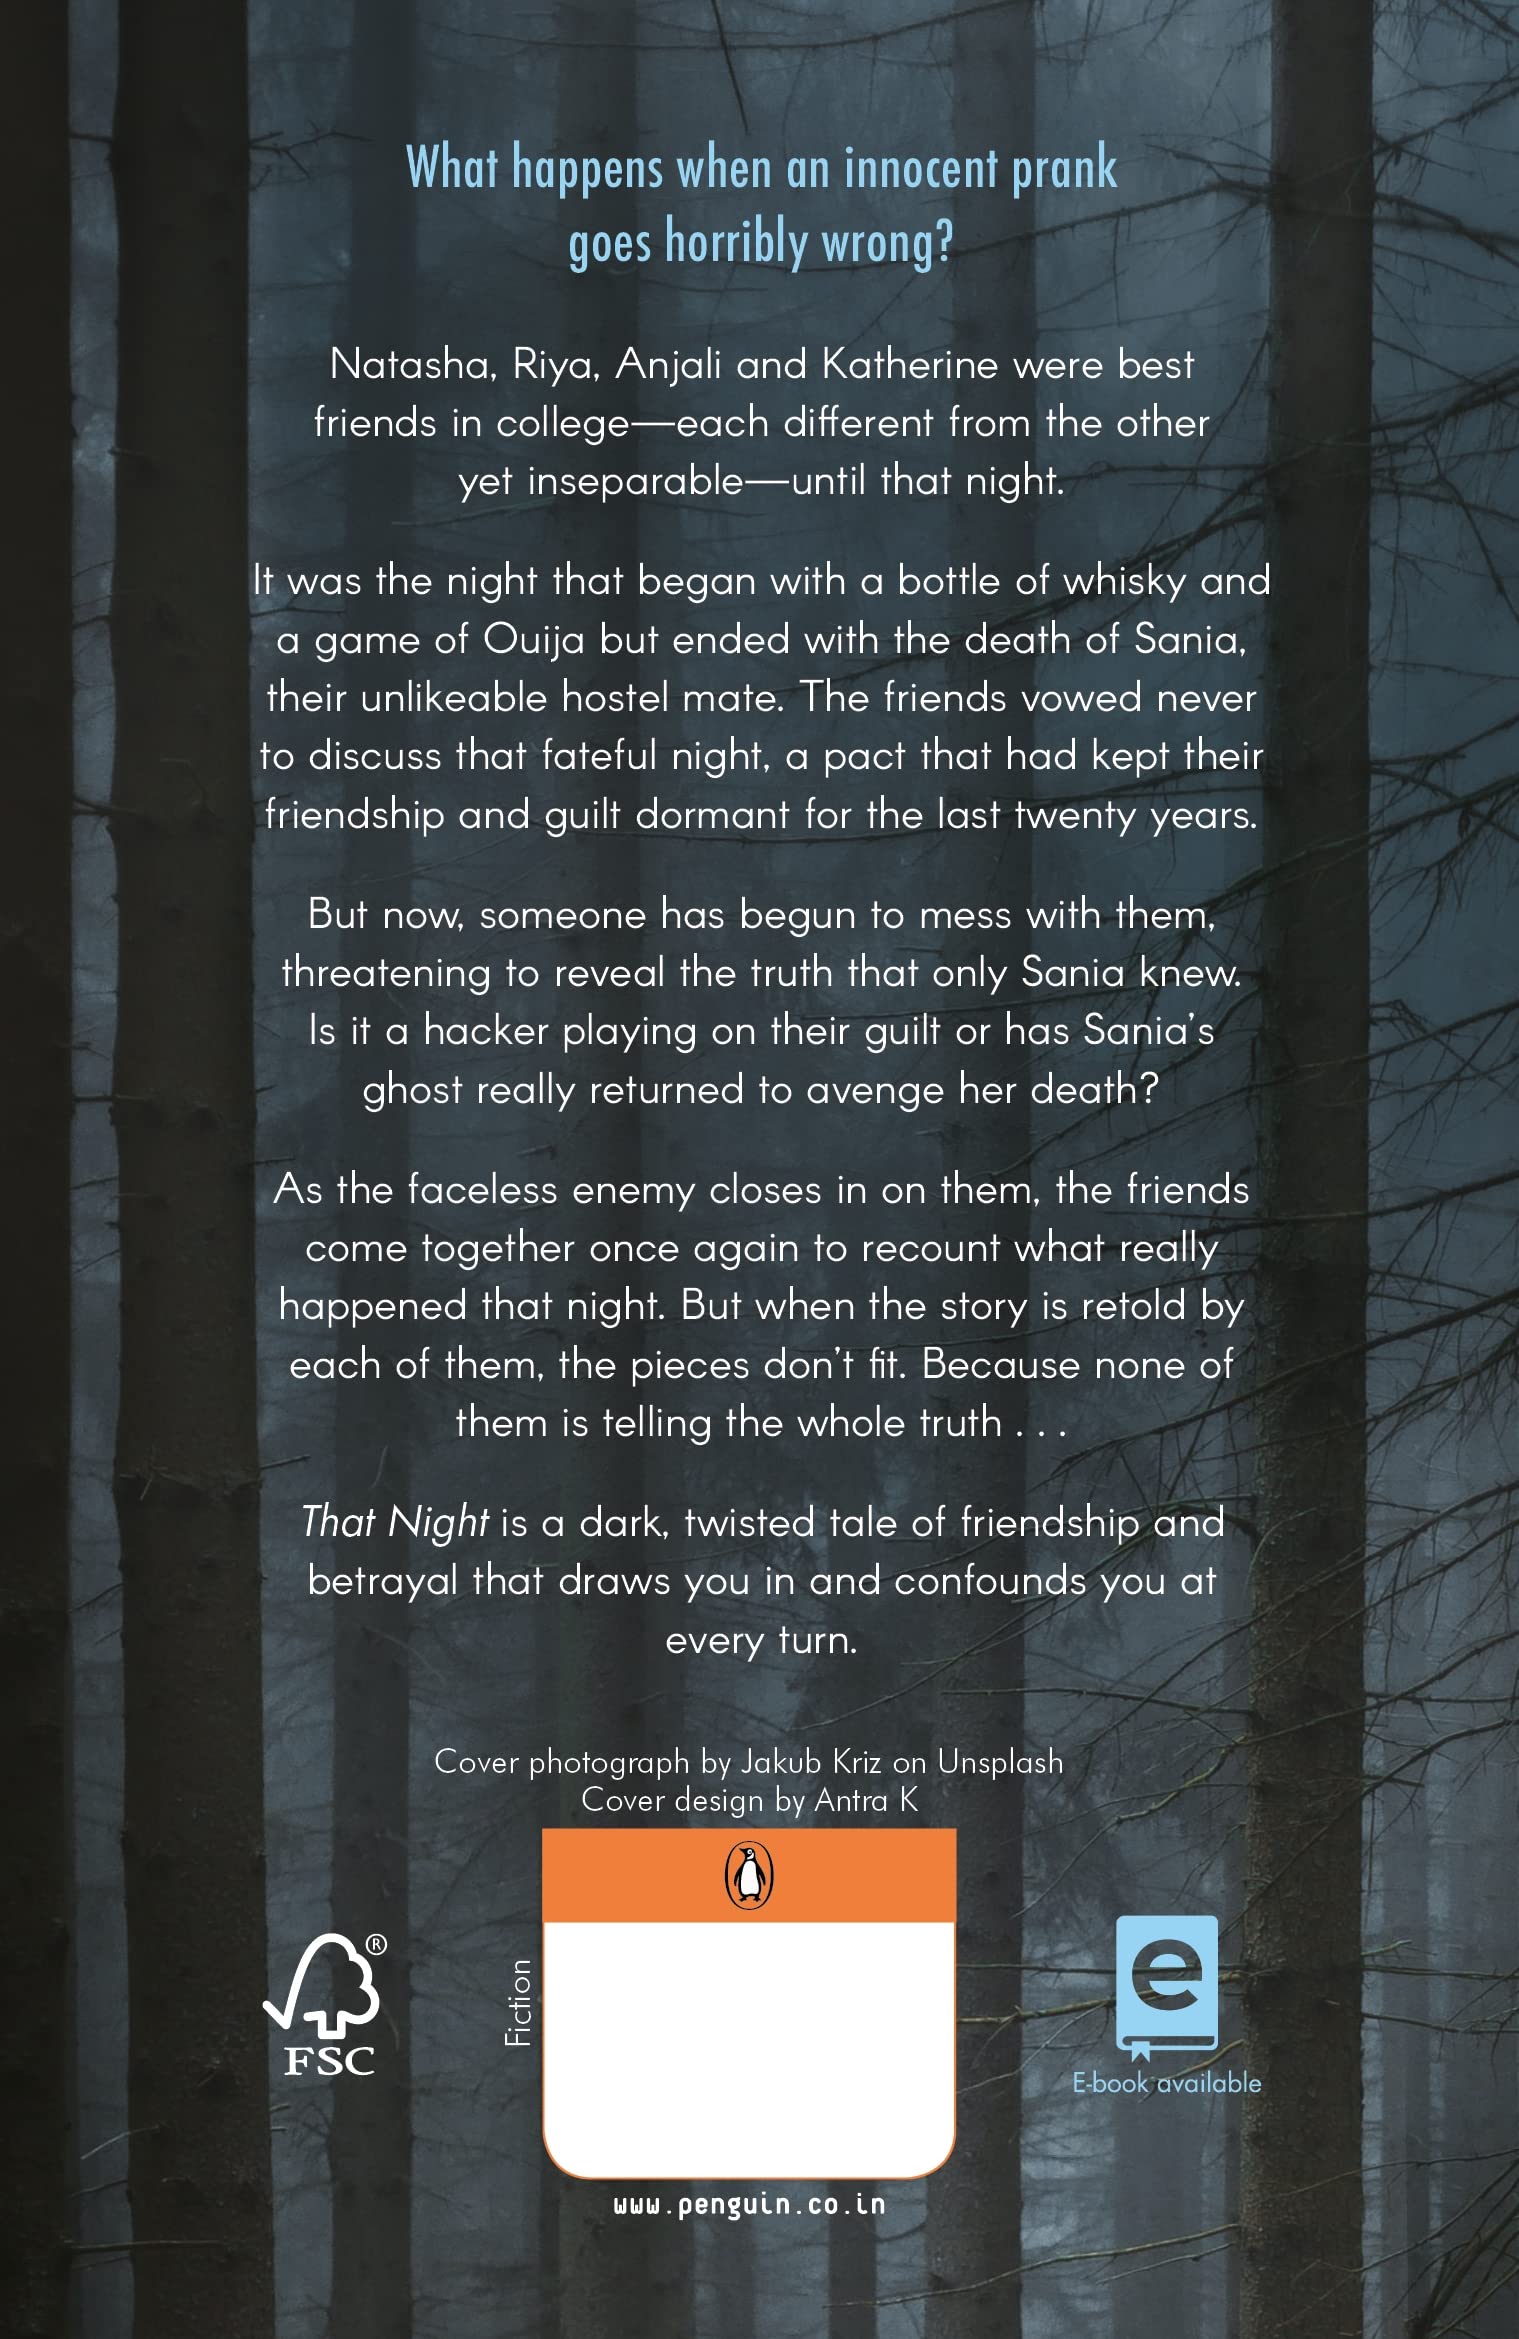 What happens when an innocent prank
goes horribly wrong?
Natasha, Riya, Anjali and Katherine were best
friends in college—each different from the other
yet inseparable—until that night.
It was the night that began with a bottle of whisky and
a game of Ouija but ended with the death of Sania,
their unlikeable hostel mate. The friends vowed never
to discuss that fateful night, a pact that had kept their
friendship and guilt dormant for the last twenty years.
But now, someone has begun to mess with them,
threatening to reveal the truth that only Sania knew.
Is it a hacker playing on their guilt or has Sania’s
ghost really returned to avenge her death?
As the faceless enemy closes in on them, the friends
come together once again to recount what really
happened that night. But when the story is retold by
each of them, the pieces don’t fit. Because none of
them is telling the whole truth . . .
That Night is a dark, twisted tale of friendship and
betrayal that draws you in and confounds you at
every turn.
Cover photograph by Jakub Kriz on Unsplash
Cover design by Antra K
®
FSC
Fiction
e
E-book available
www.penguin.co.in